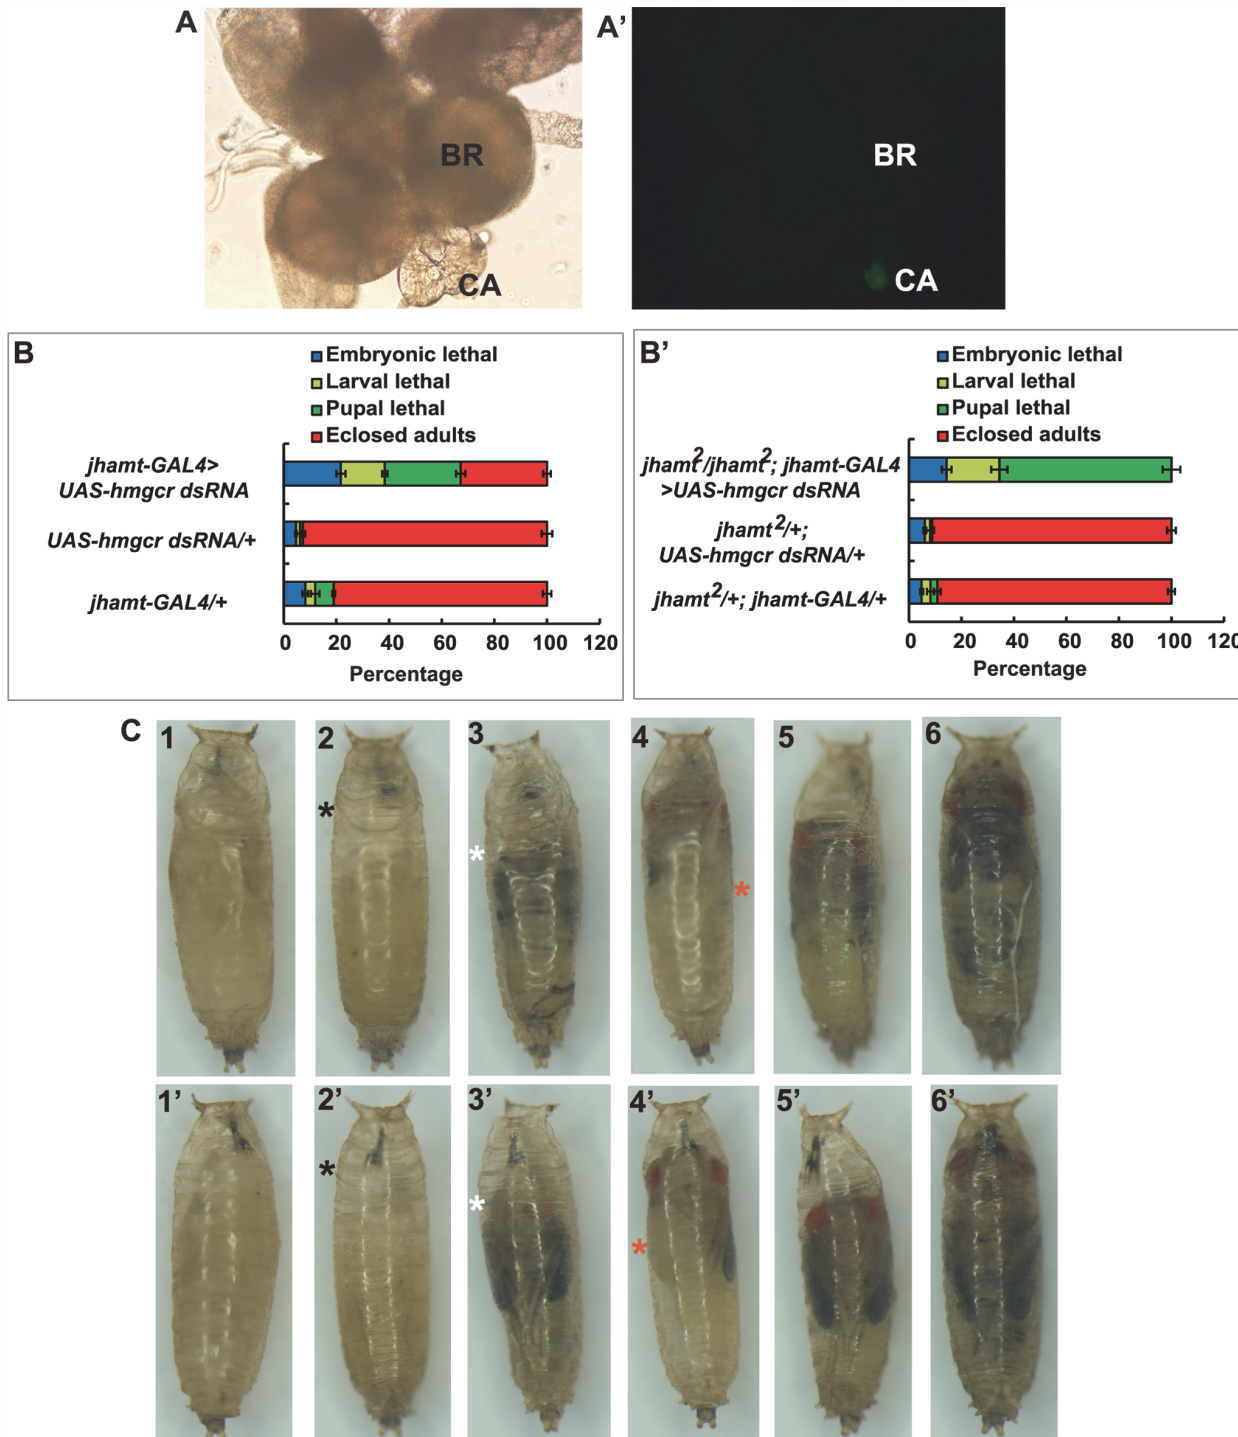 A
BR
CA
A'
BR
CA
B
Embryonic lethal
Larval lethal
Pupal lethal
Eclosed adults
jhamt-GAL4>
UAS-hmgcr dsRNA
UAS-hmgcr dsRNA/+
jhamt-GAL4/+
0 20 40 60 80 100 120
Percentage
B'
Embryonic lethal
Larval lethal
Pupal lethal
Eclosed adults
jhamt²/jhamt²; jhamt-GAL4
>UAS-hmgcr dsRNA
jhamt²/+;
UAS-hmgcr dsRNA/+
jhamt²/+; jhamt-GAL4/+
0 20 40 60 80 100 120
Percentage
C
1 2 3 4 5 6
* * *
1' 2' 3' 4' 5' 6'
* * *